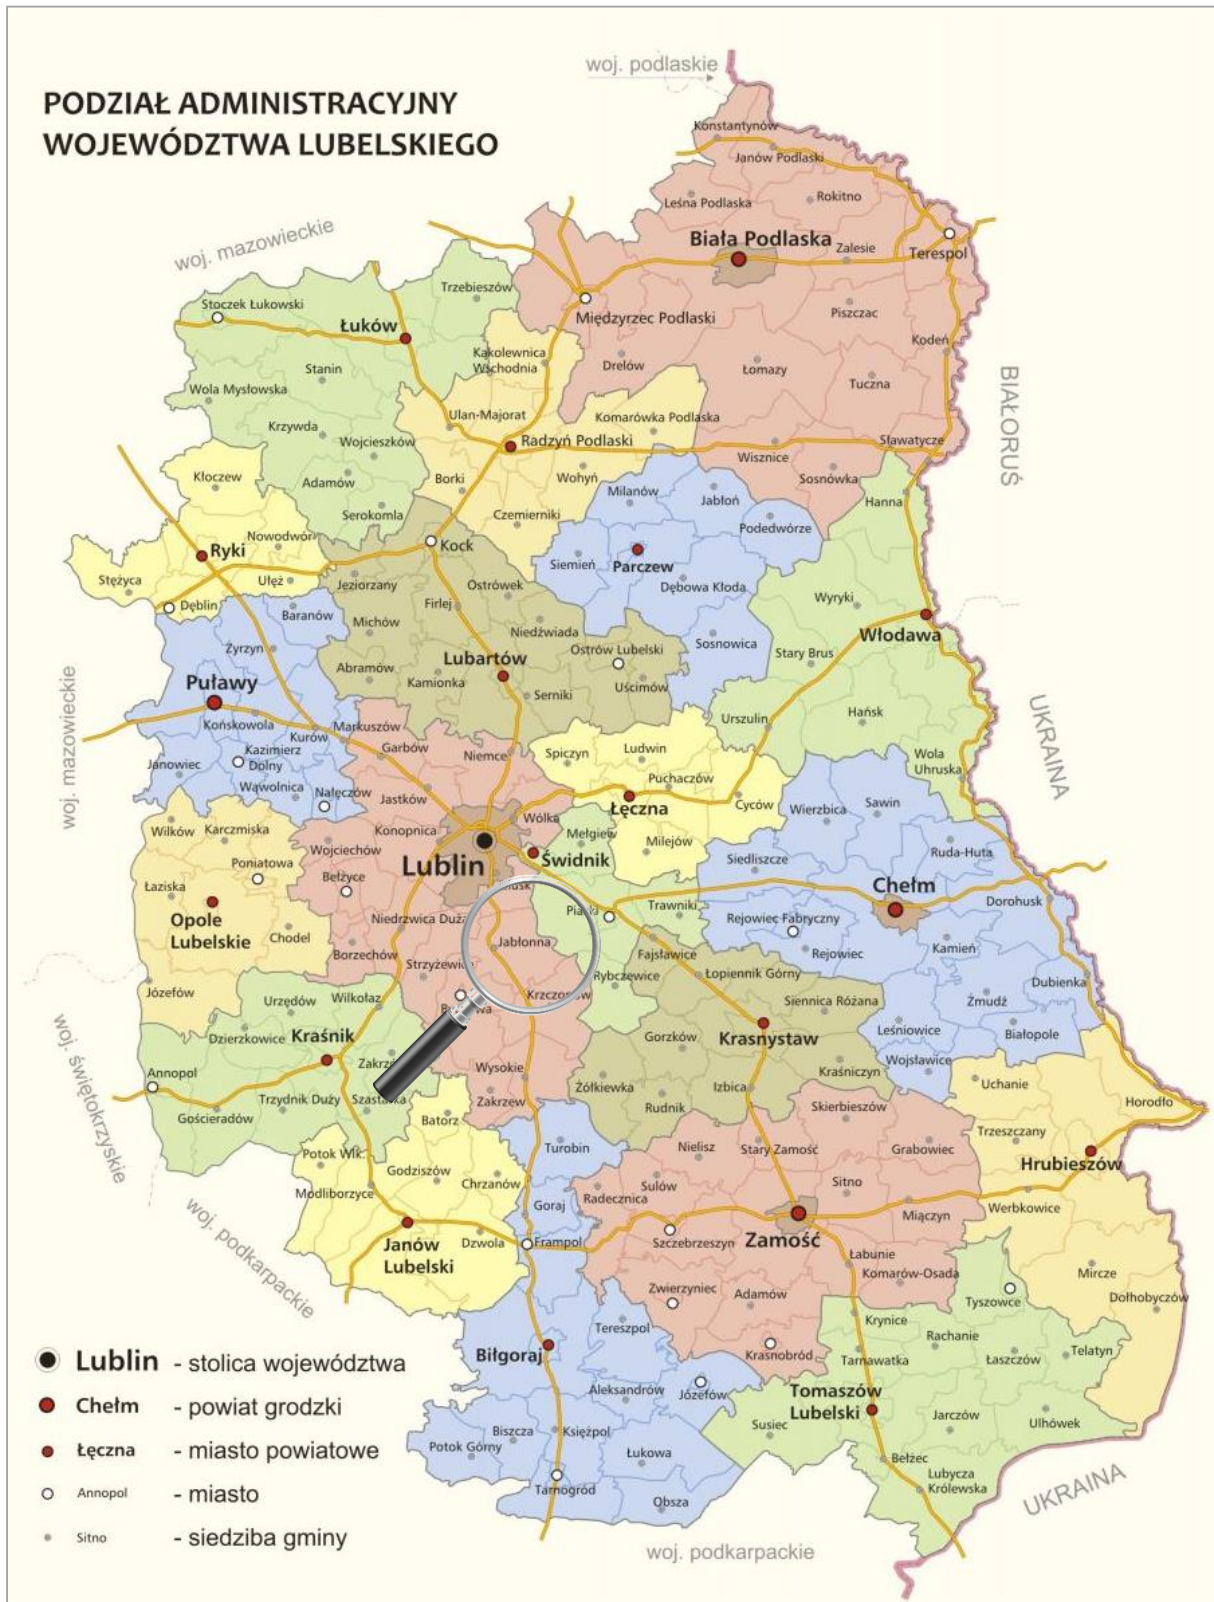 woj. podlaskie
PODZIAŁ ADMINISTRACYJNY
WOJEWÓDZTWA LUBELSKIEGO
Konstantynów
Janów Podlaski
Leśna Podlaska
Rokitno
woj. mazowieckie
Biała Podlaska
Zalesie
Terespol
Trzebieszów
Stoczek Łukowski
Międzyrzec Podlaski
Piszczac
Łuków
Kodeń
Kąkolewnica
Wschodnia
Drelów
Łomazy
Tuczna
BIAŁORUŚ
Stanin
Wola Mysłowska
Ulan-Majorat
Komarówka Podlaska
Krzywda
Wojcieszków
Radzyń Podlaski
Sławatycze
Wisznice
Kłoczew
Adamów
Borki
Wohyń
Sosnówka
Milanów
Jabłoń
Hanna
Serokomla
Czemierniki
Podedwórze
Nowodwór
Ryki
Kock
Siemień
Parczew
Stężyca
Ułęż
Jeziorzany
Ostrówek
Dębowa Kłoda
Dęblin
Baranów
Firlej
Wyryki
Michów
Niedźwiada
Sosnowica
Włodawa
Żyrzyn
Lubartów
Ostrów Lubelski
Stary Brus
Abramów
Kamionka
Puławy
Serniki
Uścimów
woj. mazowieckie
Końskowola
Markuszów
Urszulin
Hańsk
UKRAINA
Kurów
Garbów
Niemce
Spiczyn
Ludwin
Wola
Uhruska
Kazimierz
Dolny
Janowiec
Puchaczów
Wąwolnica
Nałęczów
Jastków
Łęczna
Cyców
Wierzbica
Sawin
Wilków
Karczmiska
Konopnica
Wólka
Mełgiew
Milejów
Wojciechów
Lublin
Świdnik
Siedliszcze
Ruda-Huta
Poniatowa
Bełżyce
Łaziska
Chełm
Dorohusk
Opole
Lubelskie
Niedrzwica Duża
Trawniki
Rejowiec Fabryczny
Chodel
Jabłonna
Kamień
Borzechów
Fajsławice
Rejowiec
Józefów
Strzyżewice
Rybczewice
Łopiennik Górny
Dubienka
Urzędów
Wilkołaz
Krzczonów
Siennica Różana
Żmudź
woj. świętokrzyskie
Dzierzkowice
Kraśnik
Gorzków
Krasnystaw
Leśniowice
Białopole
Annopol
Wysokie
Wojsławice
Kraśniczyn
Uchanie
Gościeradów
Trzydnik Duży
Żółkiewka
Izbica
Horodło
Batorz
Zakrzew
Rudnik
Skierbieszów
Trzeszczany
Potok Wlk.
Turobin
Nielisz
Stary Zamość
Grabowiec
Hrubieszów
Godziszów
Modliborzyce
Chrzanów
Radecznica
Sułów
Sitno
woj. podkarpackie
Goraj
Miączyn
Werbkowice
Janów
Lubelski
Dzwola
Frampol
Szczebrzeszyn
Zamość
Łabunie
Mircze
Komarów-Osada
Zwierzyniec
Adamów
Tyszowce
Dołhobyczów
Tereszpol
Krynice
Rachanie
Telatyn
Biłgoraj
Krasnobród
Tarnawatka
Łaszczów
Aleksandrów
Józefów
Tomaszów
Lubelski
Susiec
Jarczów
Ulhówek
Biszcza
Księżpol
Potok Górny
Łukowa
Bełżec
Lubycza
Królewska
Tarnogród
Obsza
UKRAINA
woj. podkarpackie
Lublin - stolica województwa
Chełm - powiat grodzki
Łęczna - miasto powiatowe
Annopol - miasto
Sitno - siedziba gminy